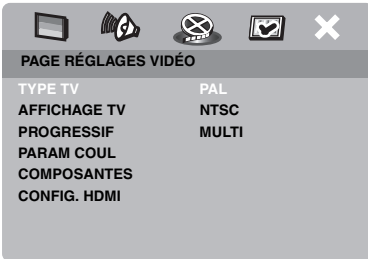 PAGE RÉGLAGES VIDÉO
TYPE TV PAL
AFFICHAGE TV NTSC
PROGRESSIF MULTI
PARAM COUL
COMPOSANTES
CONFIG. HDMI